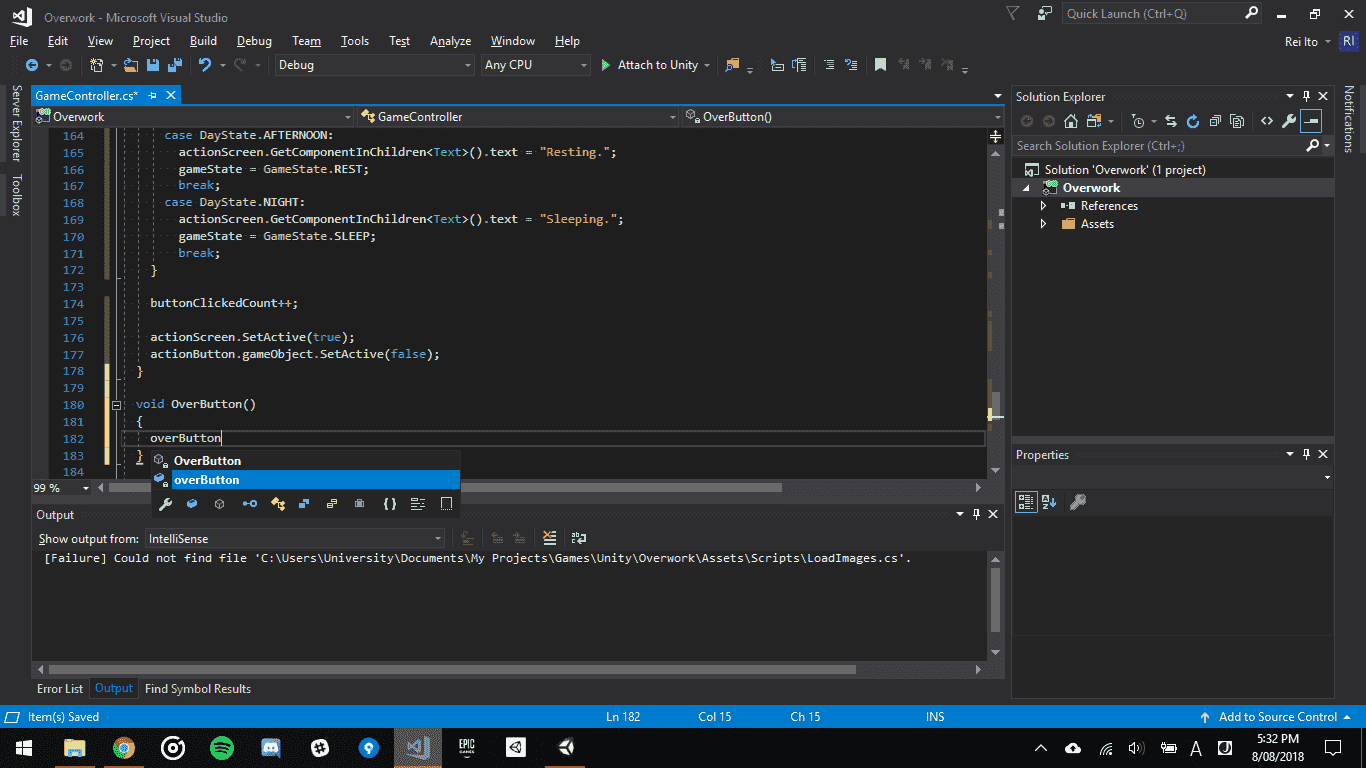 Overwork - Microsoft Visual Studio
Quick Launch (Ctrl+Q)
File Edit View Project Build Debug Team Tools Test Analyze Window Help
Rei Ito RI
Debug Any CPU Attach to Unity
Server Explorer
Toolbox
GameController.cs*
Overwork GameController OverButton()
164 case DayState.AFTERNOON:
165 actionScreen.GetComponentInChildren<Text>().text = "Resting.";
166 gameState = GameState.REST;
167 break;
168 case DayState.NIGHT:
169 actionScreen.GetComponentInChildren<Text>().text = "Sleeping.";
170 gameState = GameState.SLEEP;
171 break;
172 }
173
174 buttonClickedCount++;
175
176 actionScreen.SetActive(true);
177 actionButton.gameObject.SetActive(false);
178 }
179
180 void OverButton()
181 {
182 overButton
183 }
184
OverButton
overButton
99 %
Output
Show output from: IntelliSense
[Failure] Could not find file 'C:\Users\University\Documents\My Projects\Games\Unity\Overwork\Assets\Scripts\LoadImages.cs'.
Error List Output Find Symbol Results
Solution Explorer
Search Solution Explorer (Ctrl+;)
Solution 'Overwork' (1 project)
Overwork
References
Assets
Properties
Notifications
Item(s) Saved Ln 182 Col 15 Ch 15 INS Add to Source Control
EPIC GAMES
A
5:32 PM
8/08/2018